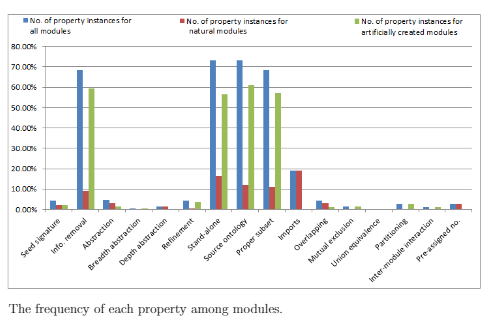 No. of property instances for
all modules
No. of property instances for
natural modules
No. of property instances for
artificially created modules
80.00%
70.00%
60.00%
50.00%
40.00%
30.00%
20.00%
10.00%
0.00%
Seed signature
Info. removal
Abstraction
Breadth abstraction
Depth abstraction
Refinement
Stand-alone
Source ontology
Proper subset
Imports
Overlapping
Mutual exclusion
Union equivalence
Partitioning
Inter-module interaction
Pre-assigned no.
The frequency of each property among modules.